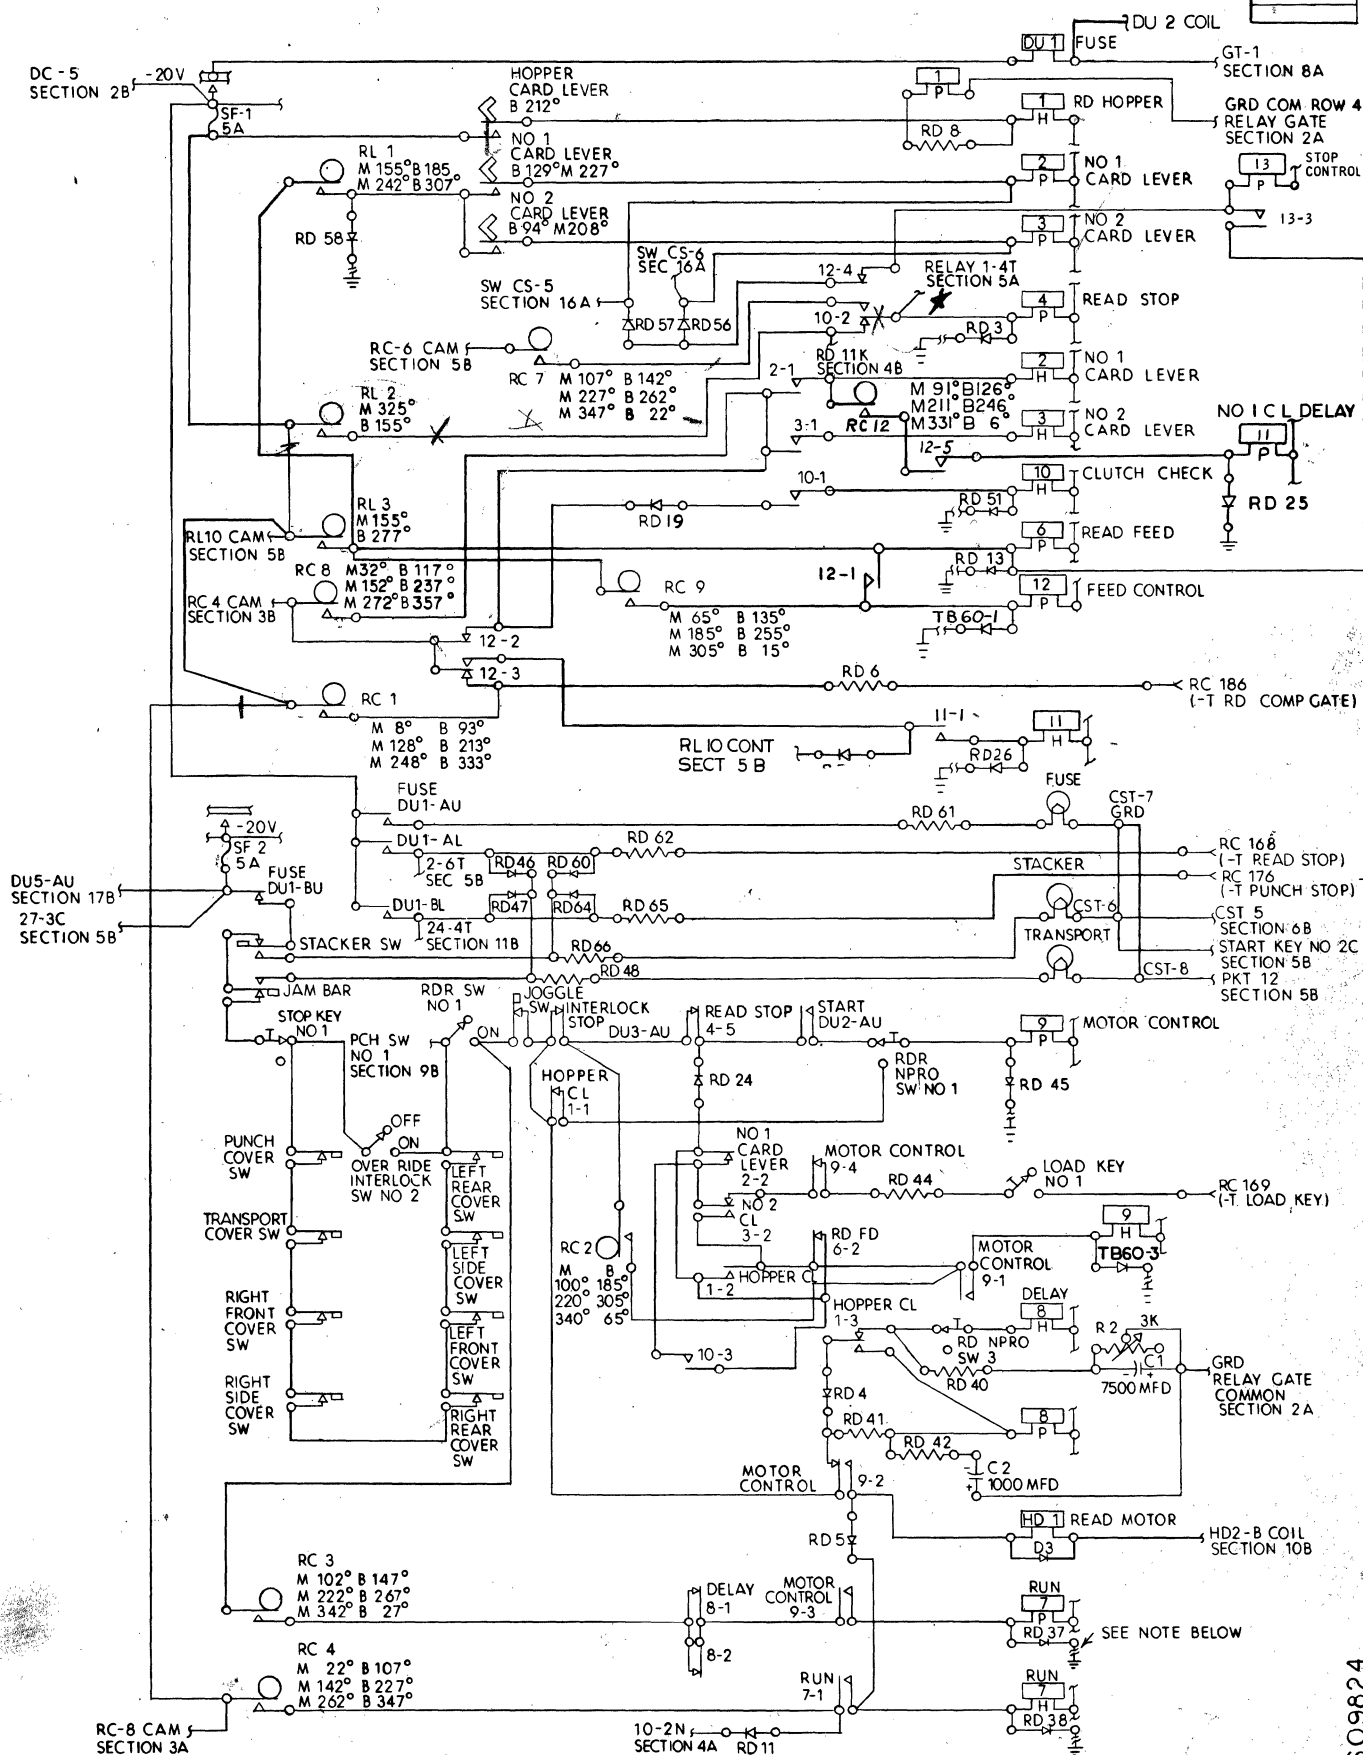 DU 2 COIL
DU 1
FUSE
GT-1
SECTION 8A
DC-5
SECTION 2B
-20V
SF-1
5A
HOPPER
CARD LEVER
B 212°
1
P
RD 8
1
H
RD HOPPER
GRD COM ROW 4
RELAY GATE
SECTION 2A
RL 1
M 155° B 185
M 242° B 307°
NO 1
CARD LEVER
B 129° M 227°
2
P
NO 1
CARD LEVER
13
P
STOP
CONTROL
13-3
NO 2
CARD LEVER
B 94° M 208°
3
P
NO 2
CARD LEVER
RD 58
SW CS-6
SEC 16A
SW CS-5
SECTION 16A
RD 57
RD 56
12-4
RELAY 1-4T
SECTION 5A
10-2
4
P
READ STOP
RD 3
RC-6 CAM
SECTION 5B
RC 7
M 107° B 142°
M 227° B 262°
M 347° B 22°
RD 11K
SECTION 4B
2-1
2
H
NO 1
CARD LEVER
RL 2
M 325°
B 155°
M 91° B 126°
M 211° B 246
M 331° B 6°
RC 12
3-1
3
H
NO 2
CARD LEVER
12-5
NO 1 C L DELAY
11
P
RD 25
10-1
10
H
CLUTCH CHECK
RD 51
RD 19
RL 3
M 155°
B 277°
RL10 CAM
SECTION 5B
6
P
READ FEED
RD 13
RC 8
M 32° B 117°
M 152° B 237°
M 272° B 357°
RC 4 CAM
SECTION 3B
RC 9
M 65° B 135°
M 185° B 255°
M 305° B 15°
12-1
12
P
FEED CONTROL
TB 60-1
12-2
12-3
RD 6
RC 186
(-T RD COMP GATE)
RC 1
M 8° B 93°
M 128° B 213°
M 248° B 333°
RL 10 CONT
SECT 5 B
11-1
11
H
RD26
FUSE
DU1-AU
RD 61
FUSE
CST-7
GRD
-20V
SF 2
5A
DU1-AL
2-6T
SEC 5B
RD46
RD 60
RD 62
RC 168
(-T READ STOP)
STACKER
RC 176
(-T PUNCH STOP)
DU5-AU
SECTION 17B
FUSE
DU1-BU
27-3C
SECTION 5B
DU1-BL
24-4T
SECTION 11B
RD47
RD64
RD 65
CST-6
CST 5
SECTION 6B
STACKER SW
RD 66
TRANSPORT
START KEY NO 2C
SECTION 5B
RD 48
CST-8
PKT 12
SECTION 5B
JAM BAR
RDR SW
NO 1
JOGGLE
SW
INTERLOCK
STOP
DU3-AU
READ STOP
4-5
START
DU2-AU
9
P
MOTOR CONTROL
STOP KEY
NO 1
ON
PCH SW
NO 1
SECTION 9B
RDR
NPRO
SW NO 1
RD 45
HOPPER
C L
1-1
RD 24
OFF
ON
OVER RIDE
INTERLOCK
SW NO 2
PUNCH
COVER
SW
LEFT
REAR
COVER
SW
NO 1
CARD
LEVER
2-2
MOTOR CONTROL
9-4
RD 44
LOAD KEY
NO 1
RC 169
(-T LOAD KEY)
TRANSPORT
COVER SW
LEFT
SIDE
COVER
SW
NO 2
CL
3-2
RD FD
6-2
9
H
TB60-3
RC 2
M B
100° 185°
220° 305°
340° 65°
HOPPER CL
1-2
MOTOR
CONTROL
9-1
RIGHT
FRONT
COVER
SW
LEFT
FRONT
COVER
SW
HOPPER CL
1-3
DELAY
8
H
RD NPRO
SW 3
R 2
3K
C1
7500 MFD
10-3
RD 40
GRD
RELAY GATE
COMMON
SECTION 2A
RIGHT
SIDE
COVER
SW
RIGHT
REAR
COVER
SW
RD 4
RD 41
8
P
RD 42
C 2
1000 MFD
MOTOR
CONTROL
9-2
HD 1
READ MOTOR
D3
HD2-B COIL
SECTION 10B
RD 5
RC 3
M 102° B 147°
M 222° B 267°
M 342° B 27°
DELAY
8-1
8-2
MOTOR
CONTROL
9-3
RUN
7
P
RD 37
SEE NOTE BELOW
RC 4
M 22° B 107°
M 142° B 227°
M 262° B 347°
RUN
7-1
RUN
7
H
RD 38
RC-8 CAM
SECTION 3A
10-2N
SECTION 4A
RD 11